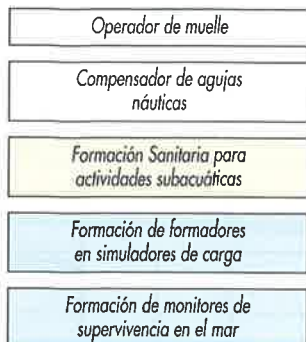 Operador de muelle
Compensador de agujas
náuticas
Formación Sanitaria para
actividades subacuáticas
Formación de formadores
en simuladores de carga
Formación de monitores de
supervivencia en el mar